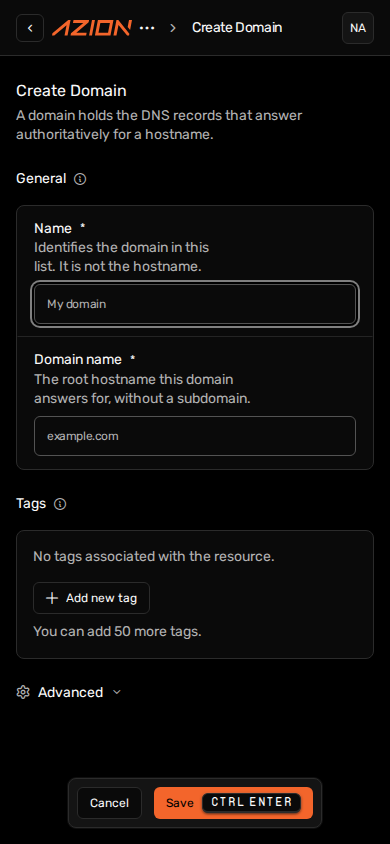 AZION ••• > Create Domain NA
Create Domain
A domain holds the DNS records that answer
authoritatively for a hostname.
General
Name *
Identifies the domain in this
list. It is not the hostname.
My domain
Domain name *
The root hostname this domain
answers for, without a subdomain.
example.com
Tags
No tags associated with the resource.
+ Add new tag
You can add 50 more tags.
Advanced
Cancel Save CTRL ENTER